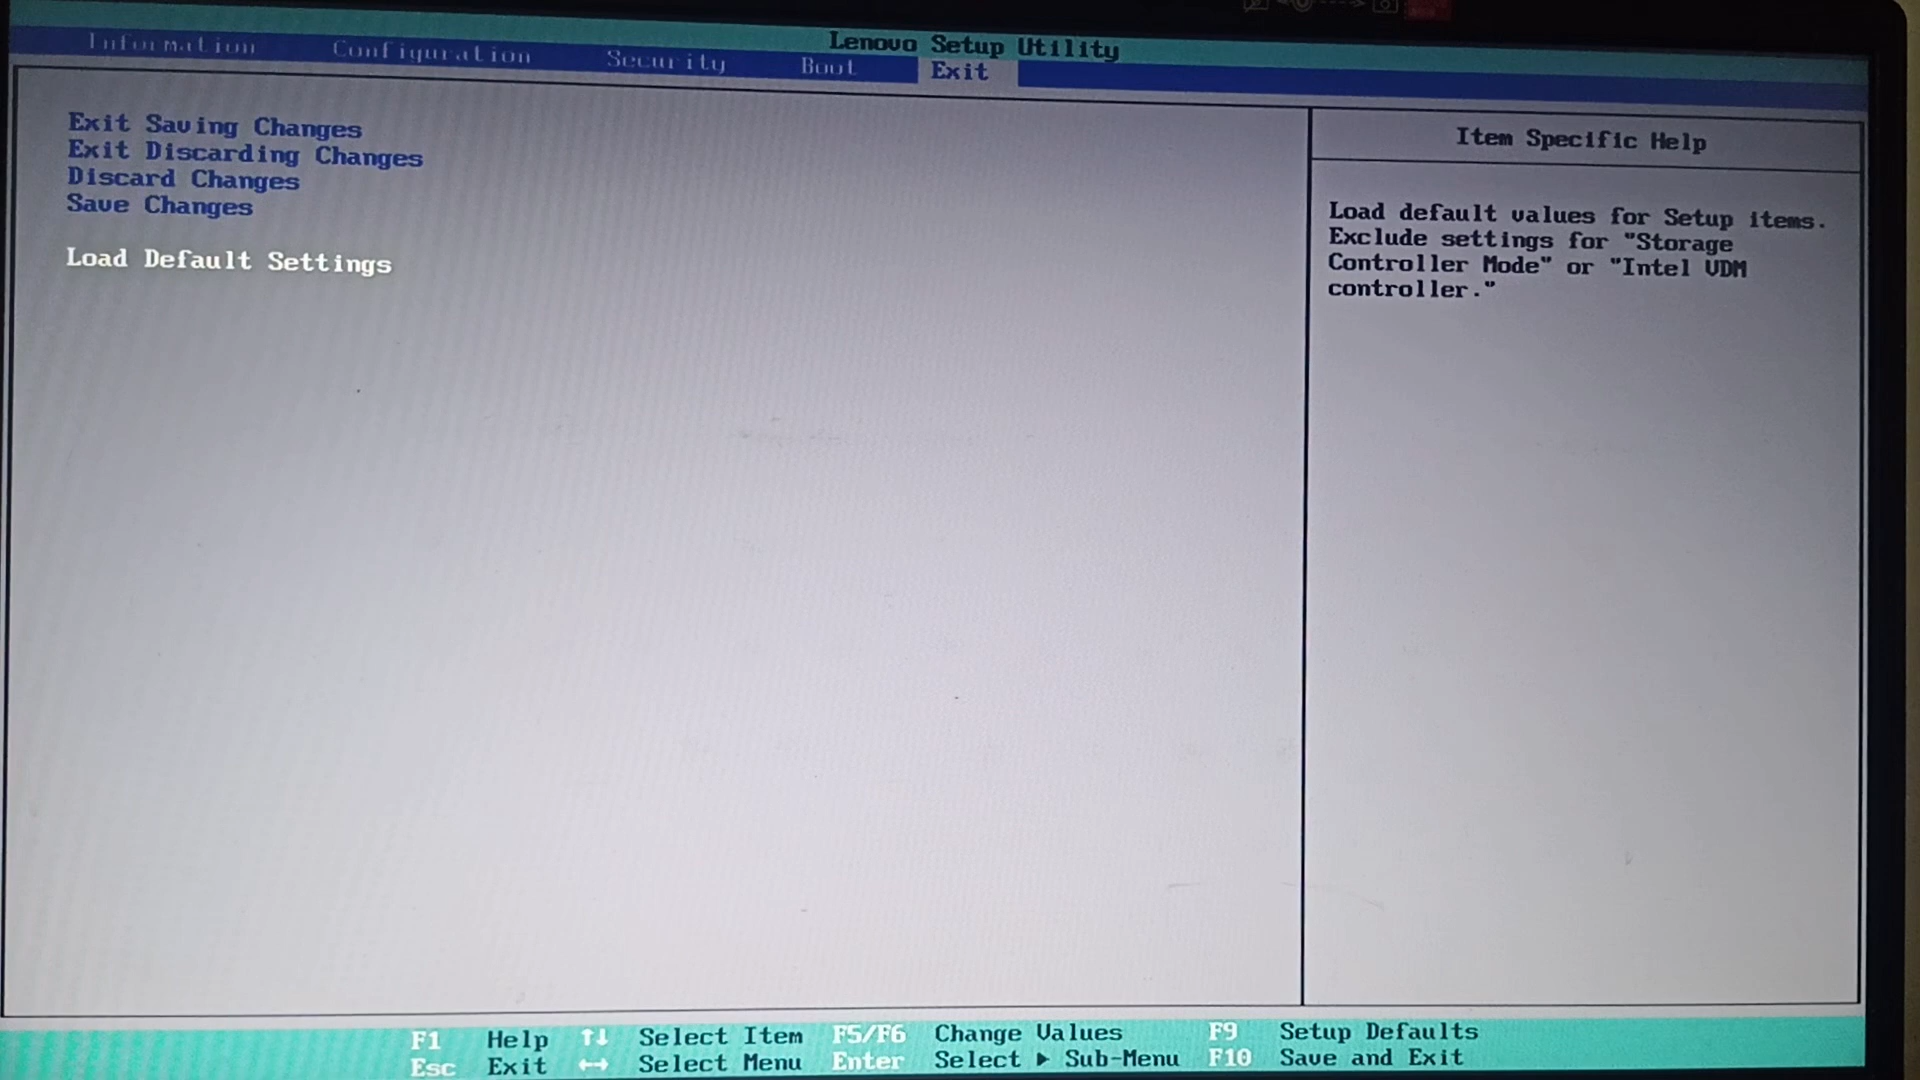 Lenovo Setup Utility
Information Configuration Security Boot Exit
Exit Saving Changes
Exit Discarding Changes
Discard Changes
Save Changes
Load Default Settings
Item Specific Help
Load default values for Setup items.
Exclude settings for "Storage
Controller Mode" or "Intel VDM
controller."
F1 Help ↑↓ Select Item F5/F6 Change Values F9 Setup Defaults
Esc Exit ↔ Select Menu Enter Select ▶ Sub-Menu F10 Save and Exit